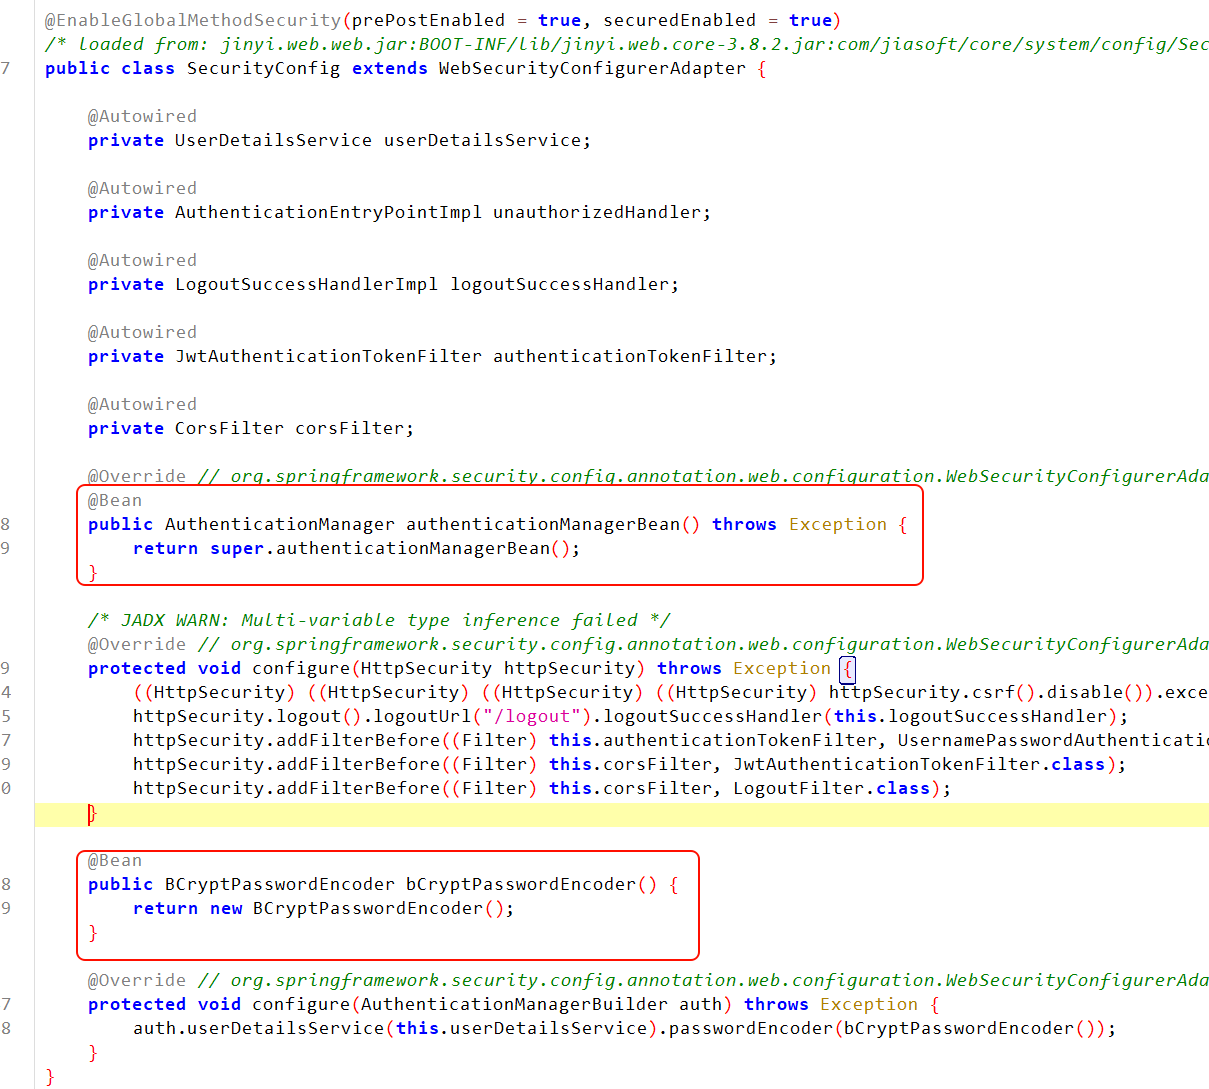 @EnableGlobalMethodSecurity(prePostEnabled = true, securedEnabled = true)
/* loaded from: jinyi.web.web.jar:BOOT-INF/lib/jinyi.web.core-3.8.2.jar:com/jiasoft/core/system/config/Sec
7 public class SecurityConfig extends WebSecurityConfigurerAdapter {
@Autowired
private UserDetailsService userDetailsService;
@Autowired
private AuthenticationEntryPointImpl unauthorizedHandler;
@Autowired
private LogoutSuccessHandlerImpl logoutSuccessHandler;
@Autowired
private JwtAuthenticationTokenFilter authenticationTokenFilter;
@Autowired
private CorsFilter corsFilter;
@Override // org.springframework.security.config.annotation.web.configuration.WebSecurityConfigurerAda
@Bean
8 public AuthenticationManager authenticationManagerBean() throws Exception {
9 return super.authenticationManagerBean();
}
/* JADX WARN: Multi-variable type inference failed */
@Override // org.springframework.security.config.annotation.web.configuration.WebSecurityConfigurerAda
9 protected void configure(HttpSecurity httpSecurity) throws Exception {
4 ((HttpSecurity) ((HttpSecurity) ((HttpSecurity) ((HttpSecurity) httpSecurity.csrf().disable()).exce
5 httpSecurity.logout().logoutUrl("/logout").logoutSuccessHandler(this.logoutSuccessHandler);
7 httpSecurity.addFilterBefore((Filter) this.authenticationTokenFilter, UsernamePasswordAuthenticatio
9 httpSecurity.addFilterBefore((Filter) this.corsFilter, JwtAuthenticationTokenFilter.class);
0 httpSecurity.addFilterBefore((Filter) this.corsFilter, LogoutFilter.class);
}
@Bean
8 public BCryptPasswordEncoder bCryptPasswordEncoder() {
9 return new BCryptPasswordEncoder();
}
@Override // org.springframework.security.config.annotation.web.configuration.WebSecurityConfigurerAda
7 protected void configure(AuthenticationManagerBuilder auth) throws Exception {
8 auth.userDetailsService(this.userDetailsService).passwordEncoder(bCryptPasswordEncoder());
}
}